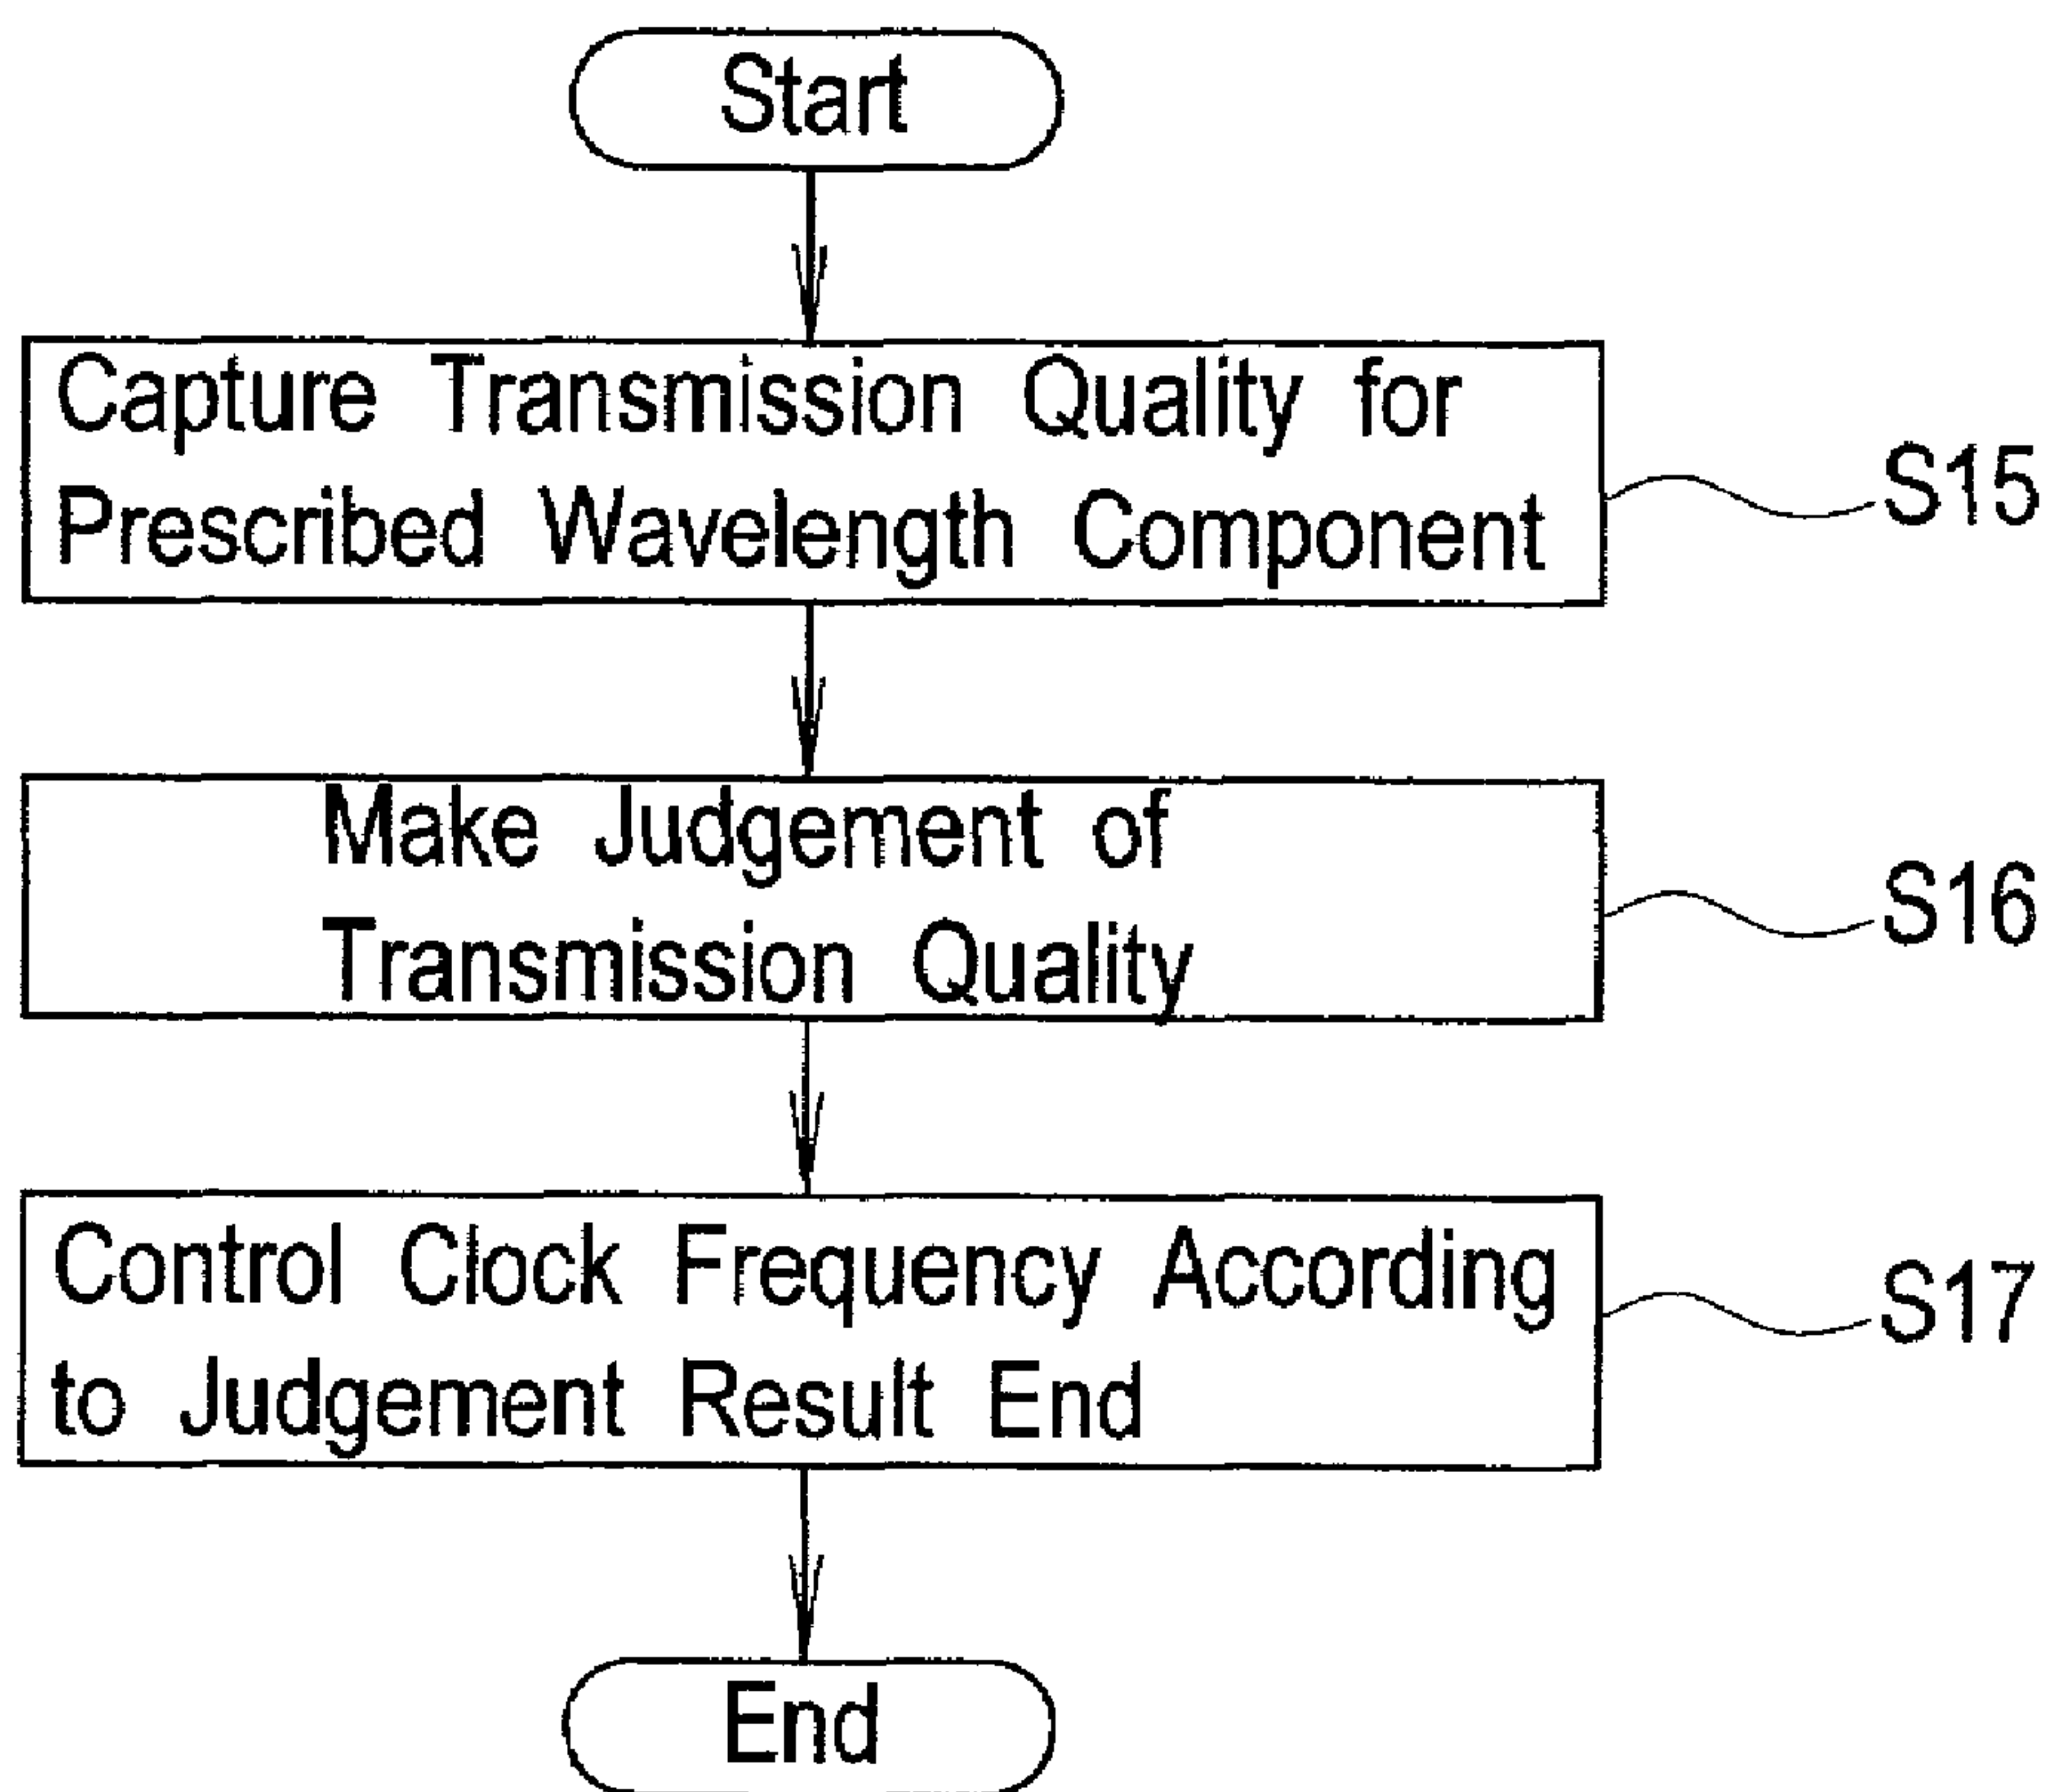 Start
Capture Transmission Quality for
Prescribed Wavelength Component
S15
Make Judgement of
Transmission Quality
S16
Control Clock Frequency According
to Judgement Result End
S17
End